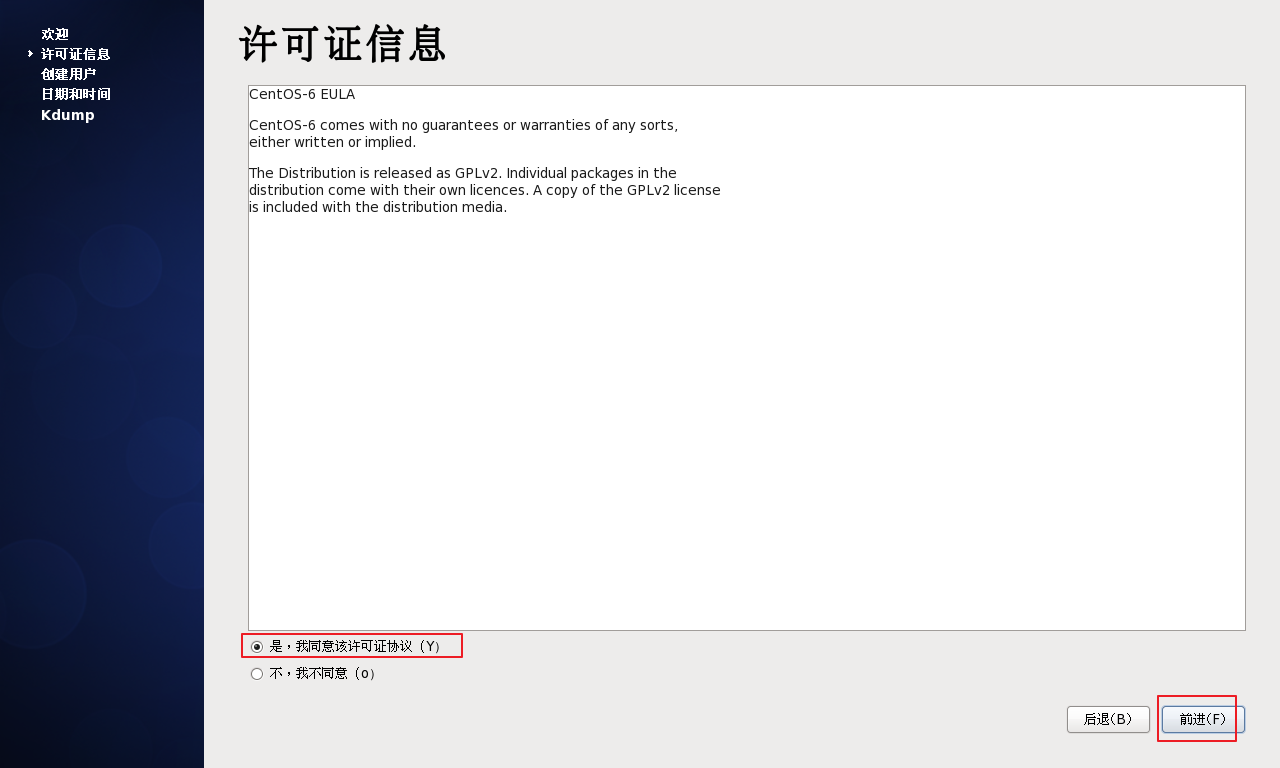 欢迎
许可证信息
创建用户
日期和时间
Kdump
许可证信息
CentOS-6 EULA
CentOS-6 comes with no guarantees or warranties of any sorts,
either written or implied.
The Distribution is released as GPLv2. Individual packages in the
distribution come with their own licences. A copy of the GPLv2 license
is included with the distribution media.
是，我同意该许可证协议（Y）
不，我不同意（o）
后退(B)
前进(F)